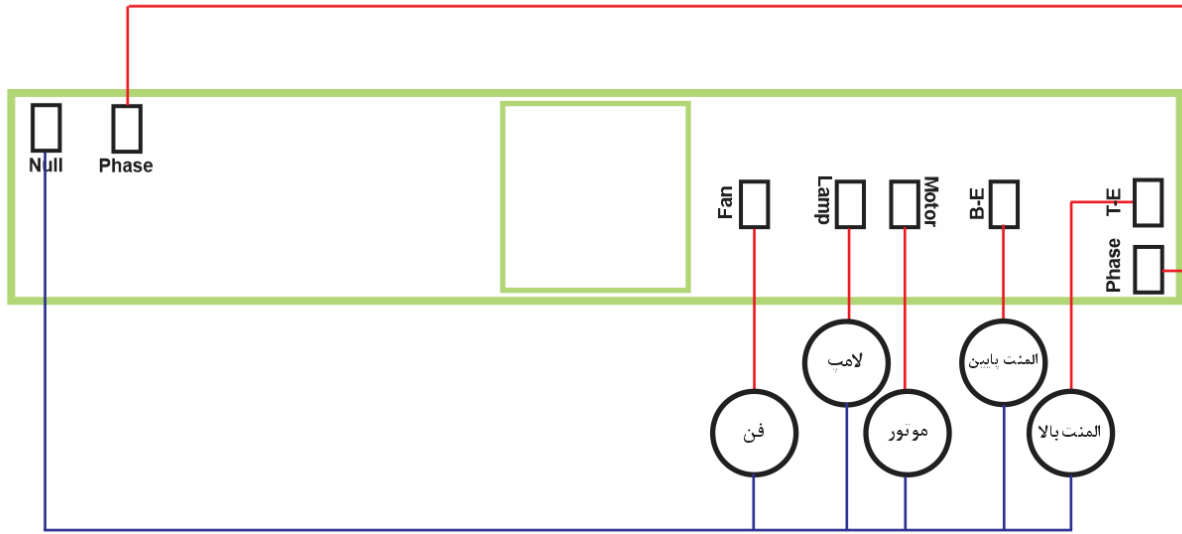 Null
Phase
Fan
Lamp
Motor
B-E
T-E
Phase
لامپ
المنت پایین
فن
موتور
المنت بالا